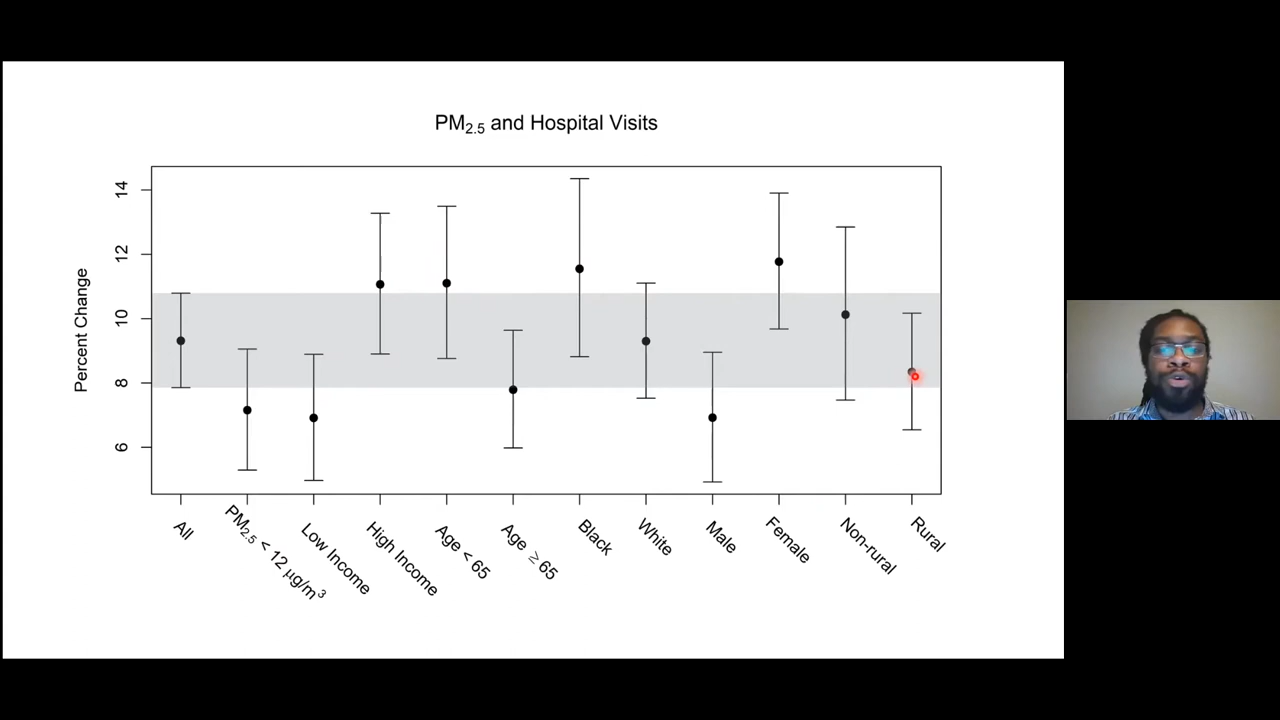 PM2.5 and Hospital Visits
Percent Change
14
12
10
8
6
All
PM2.5 < 12 μg/m³
Low Income
High Income
Age < 65
Age ≥ 65
Black
White
Male
Female
Non-rural
Rural